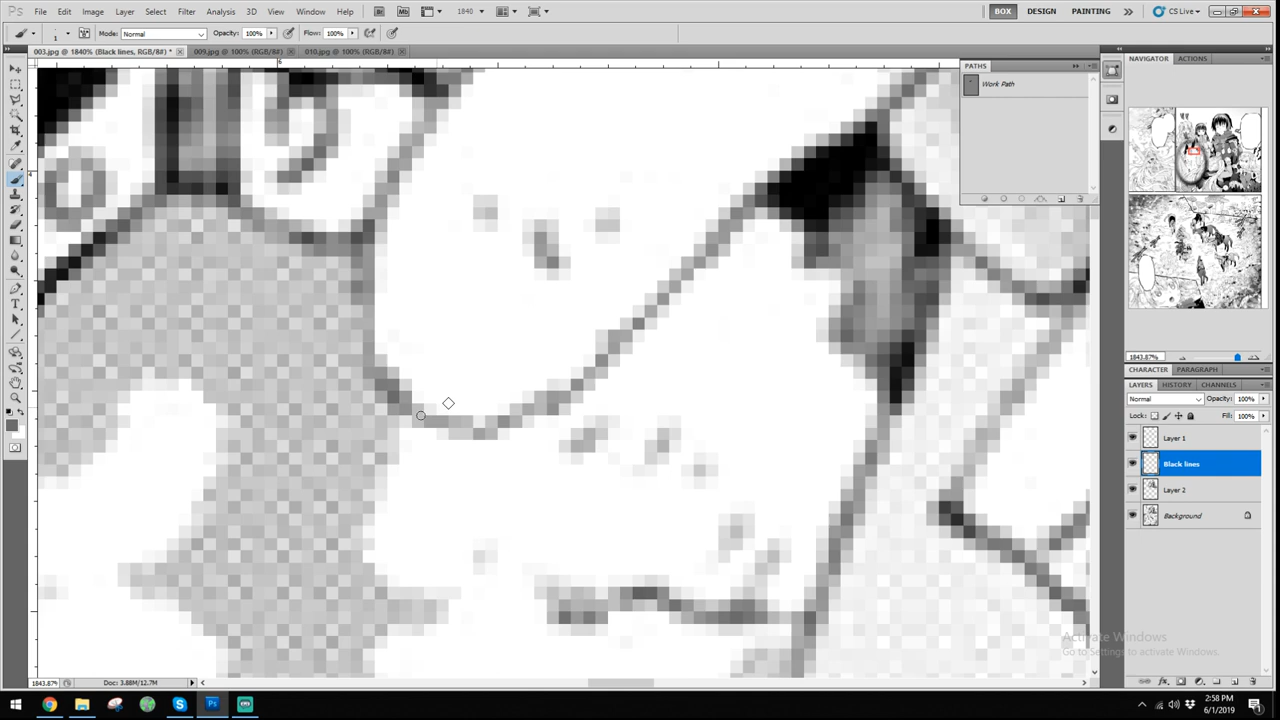 Ps File Edit Image Layer Select Filter Analysis 3D View Window Help 1840 BOX DESIGN PAINTING CS Live
1 Mode: Normal Opacity: 100% Flow: 100%
003.jpg @ 1840% (Black lines, RGB/8#) * 009.jpg @ 100% (RGB/8#) 010.jpg @ 100% (RGB/8#)
6
4
PATHS
Work Path
NAVIGATOR ACTIONS
1843.87%
CHARACTER PARAGRAPH
LAYERS HISTORY CHANNELS
Normal Opacity: 100%
Lock: Fill: 100%
Layer 1
Black lines
Layer 2
Background
Activate Windows
Go to Settings to activate Windows.
1843.87% Doc: 3.88M/12.7M
2:58 PM
6/1/2019